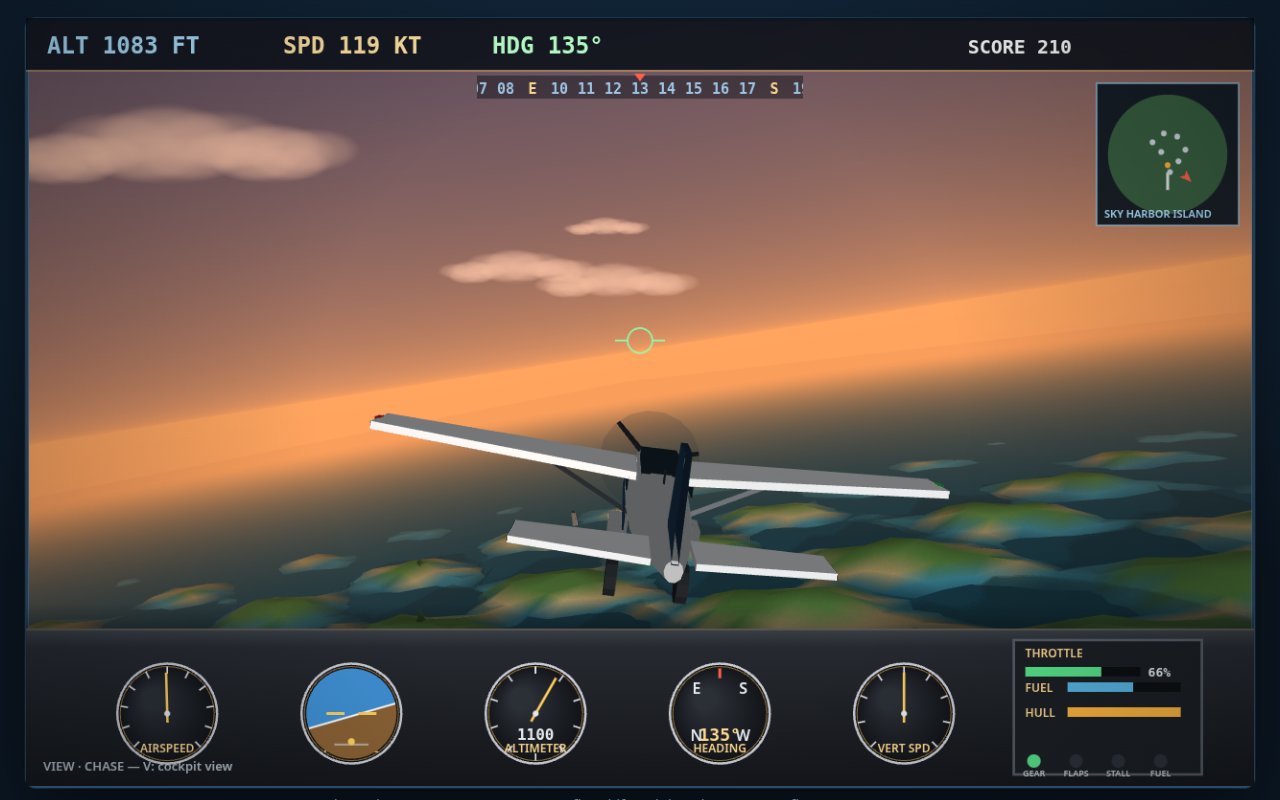 ALT 1083 FT SPD 119 KT HDG 135° SCORE 210
07 08 E 10 11 12 13 14 15 16 17 S 19
SKY HARBOR ISLAND
AIRSPEED
1100
ALTIMETER
E S
N 135° W
HEADING
VERT SPD
THROTTLE
66%
FUEL
HULL
GEAR FLAPS STALL FUEL
VIEW · CHASE — V: cockpit view